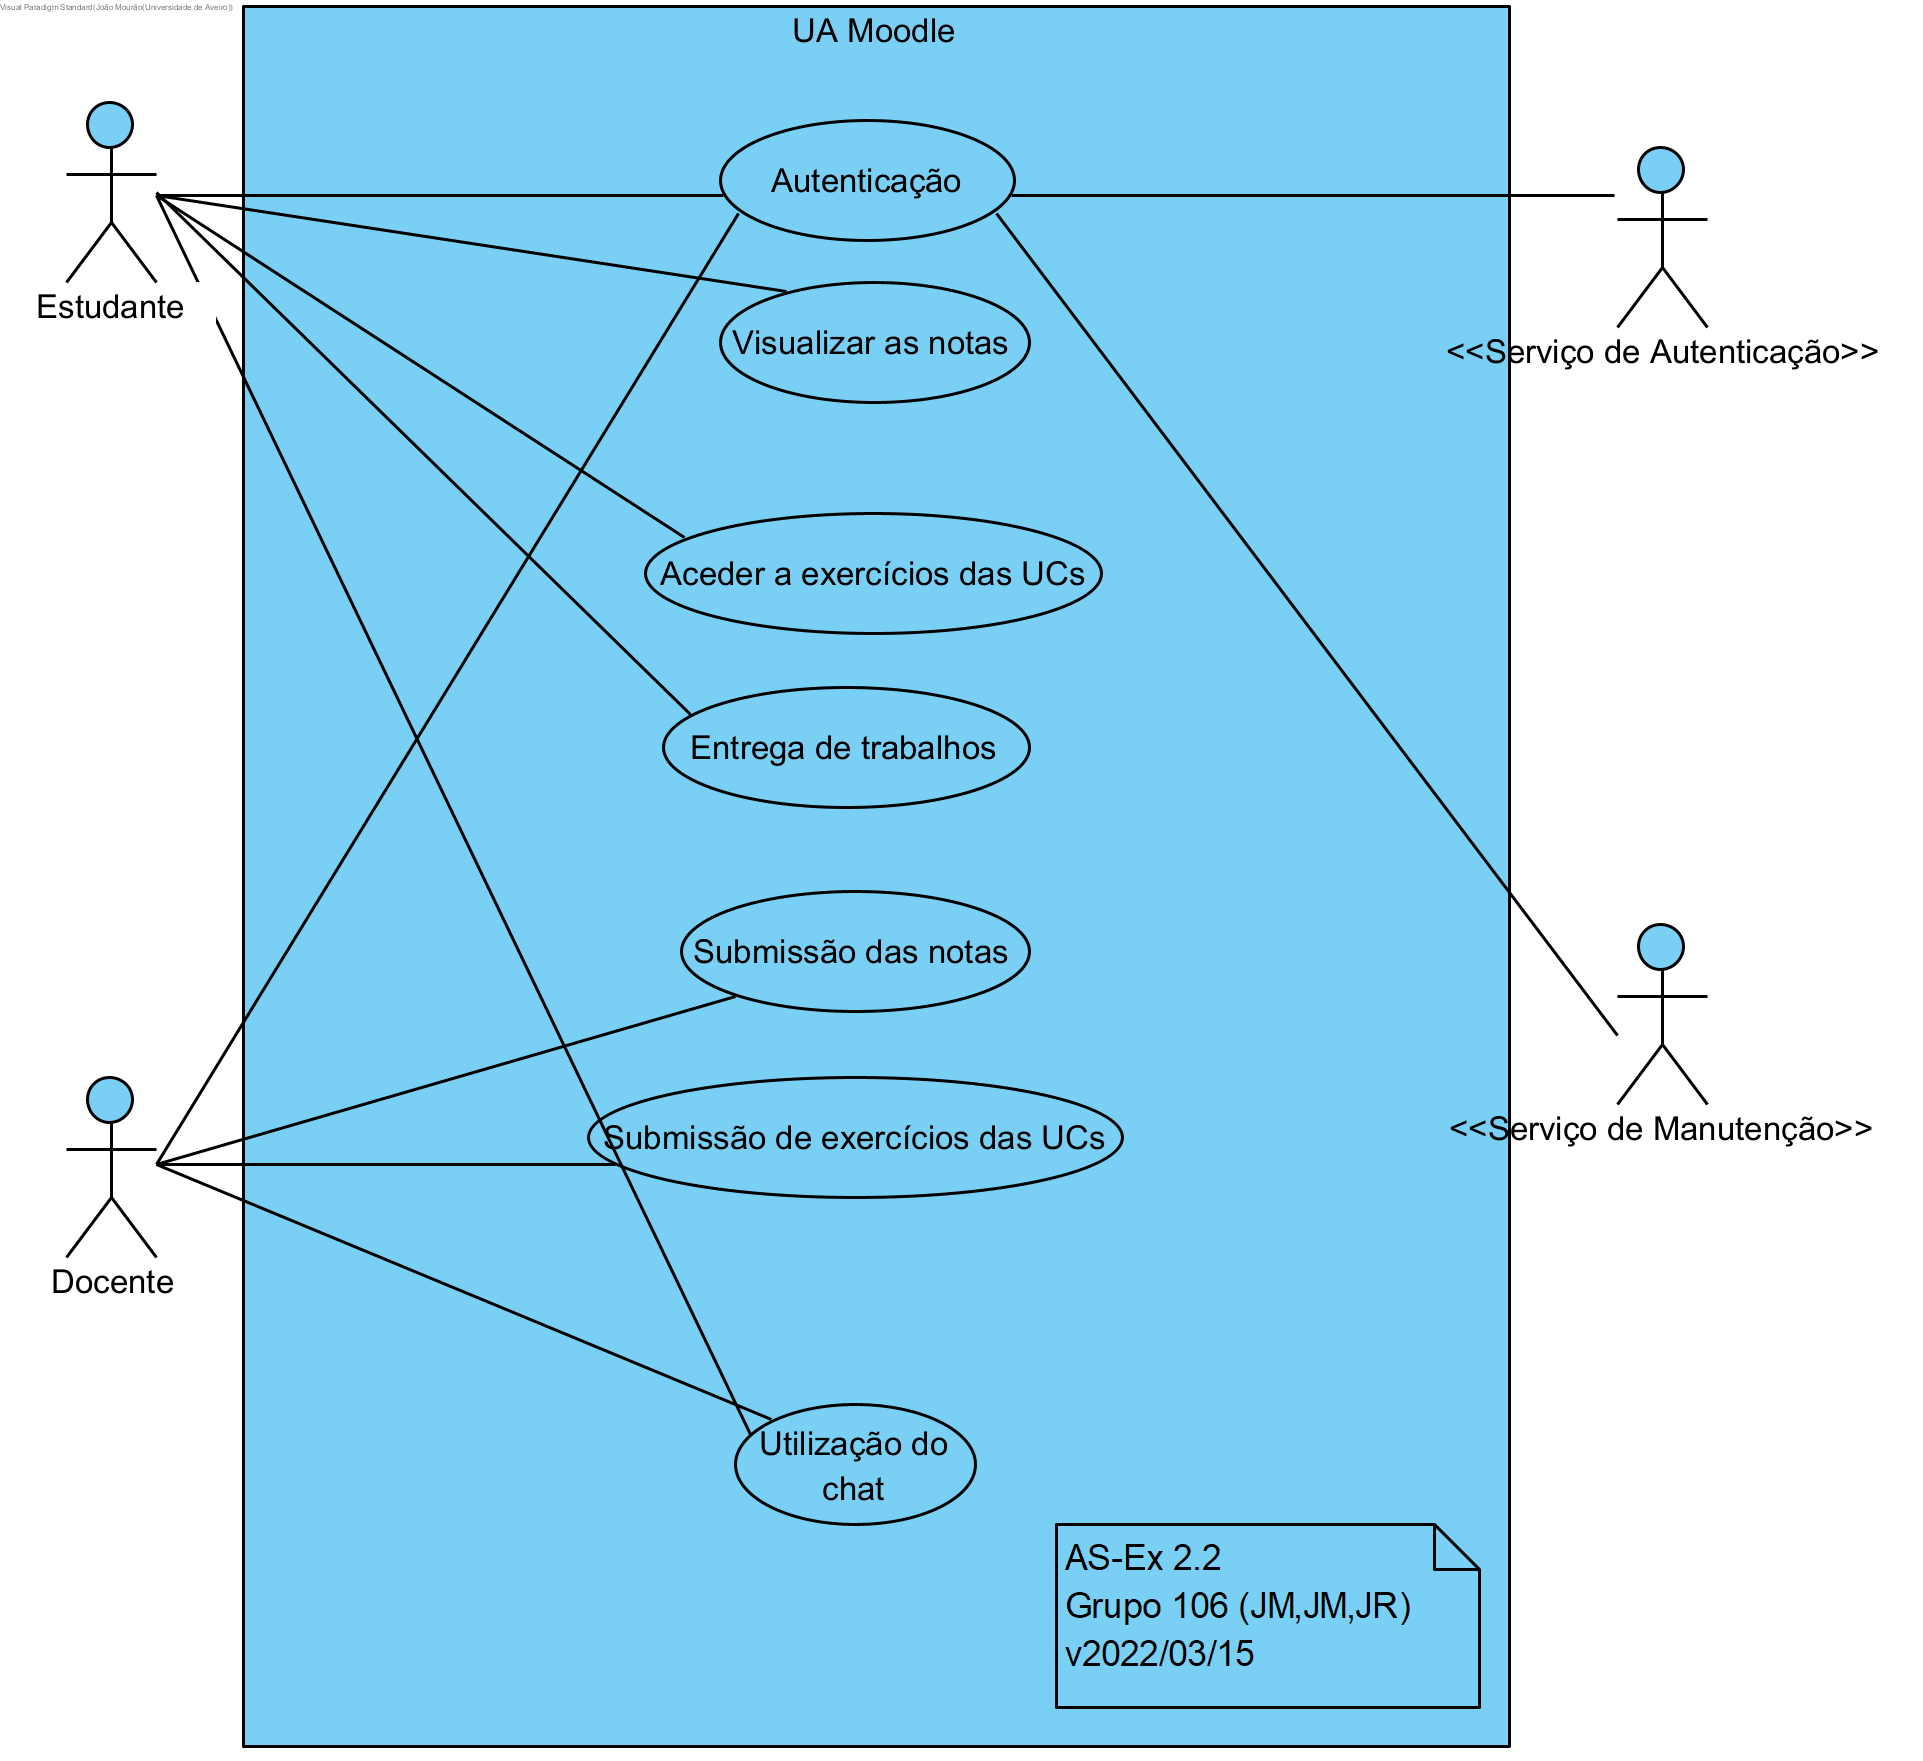 Visual Paradigm Standard(João Mourão(Universidade de Aveiro))
UA Moodle
Autenticação
Estudante
Visualizar as notas
<<Serviço de Autenticação>>
Aceder a exercícios das UCs
Entrega de trabalhos
Submissão das notas
Submissão de exercícios das UCs
<<Serviço de Manutenção>>
Docente
Utilização do
chat
AS-Ex 2.2
Grupo 106 (JM,JM,JR)
v2022/03/15